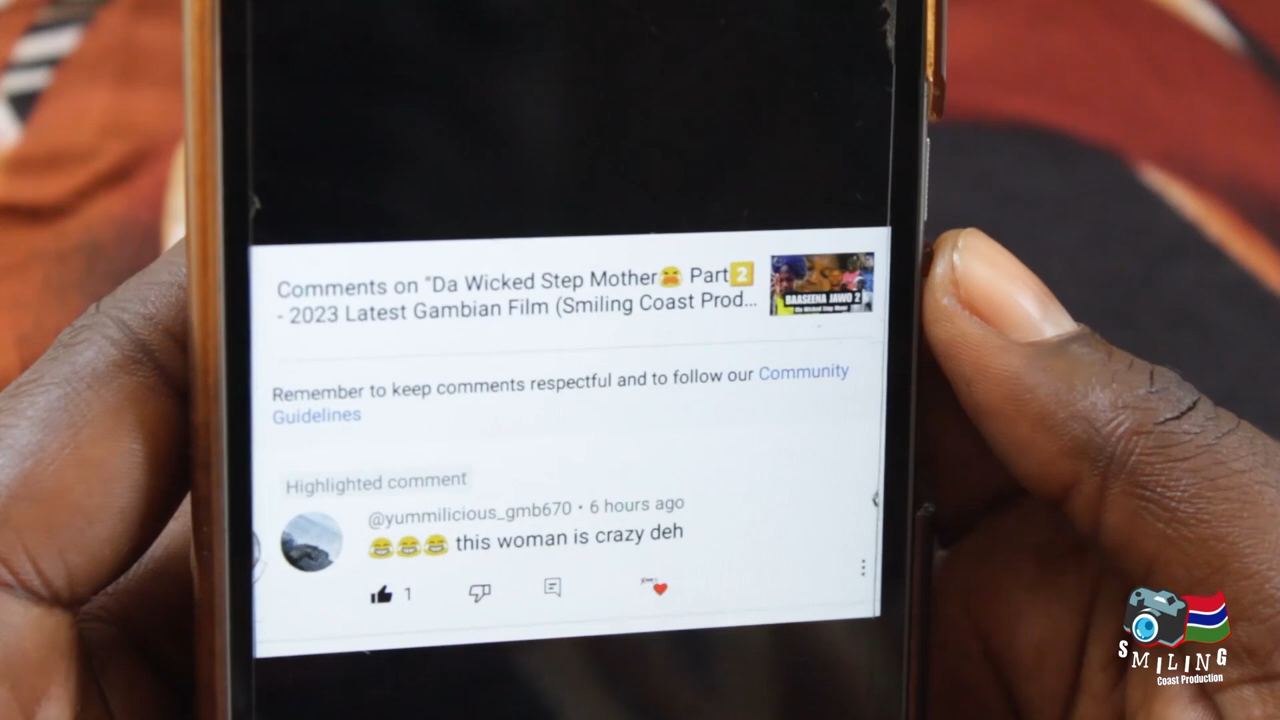 Comments on "Da Wicked Step Mother😫 Part2️⃣
- 2023 Latest Gambian Film (Smiling Coast Prod...
BAASEENA JAWO 2
Remember to keep comments respectful and to follow our Community
Guidelines
Highlighted comment
@yummilicious_gmb670 • 6 hours ago
😂😂😂 this woman is crazy deh
1
SMILING
Coast Production